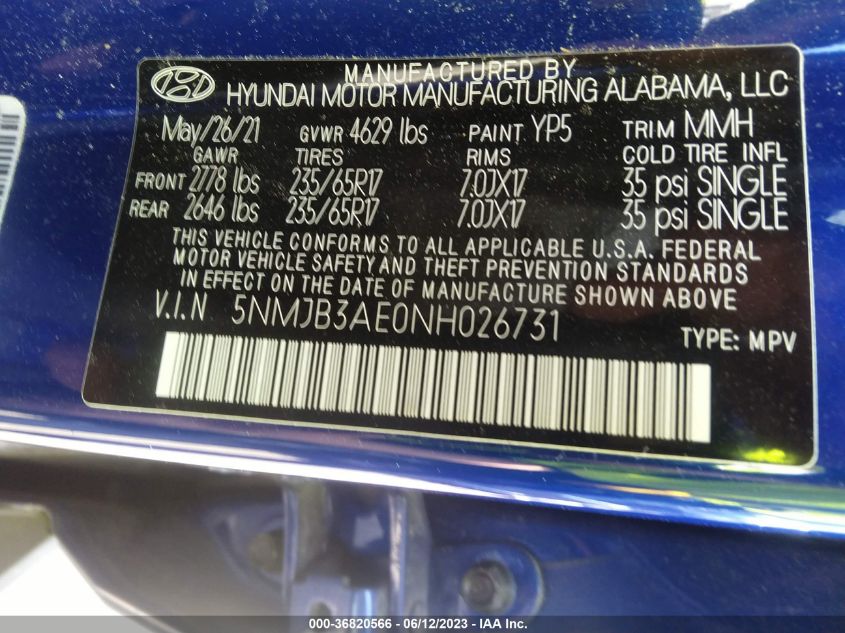 MANUFACTURED BY
HYUNDAI MOTOR MANUFACTURING ALABAMA, LLC
May/26/21 GVWR 4629 lbs PAINT YP5 TRIM MMH
GAWR TIRES RIMS COLD TIRE INFL
FRONT 2778 lbs 235/65R17 7.0JX17 35 psi SINGLE
REAR 2646 lbs 235/65R17 7.0JX17 35 psi SINGLE
THIS VEHICLE CONFORMS TO ALL APPLICABLE U.S.A. FEDERAL
MOTOR VEHICLE SAFETY AND THEFT PREVENTION STANDARDS
IN EFFECT ON THE DATE OF MANUFACTURE SHOWN ABOVE
V.I.N 5NMJB3AE0NH026731
TYPE: MPV
000-36820566 - 06/12/2023 - IAAI.COM